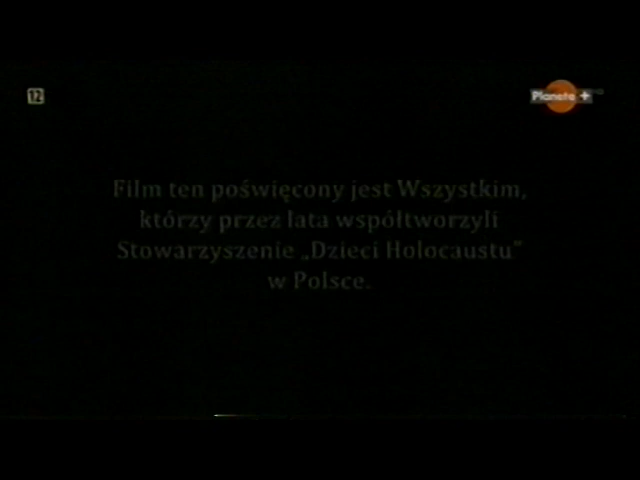 12
Planete +
Film ten poświęcony jest Wszystkim,
którzy przez lata współtworzyli
Stowarzyszenie „Dzieci Holocaustu”
w Polsce.